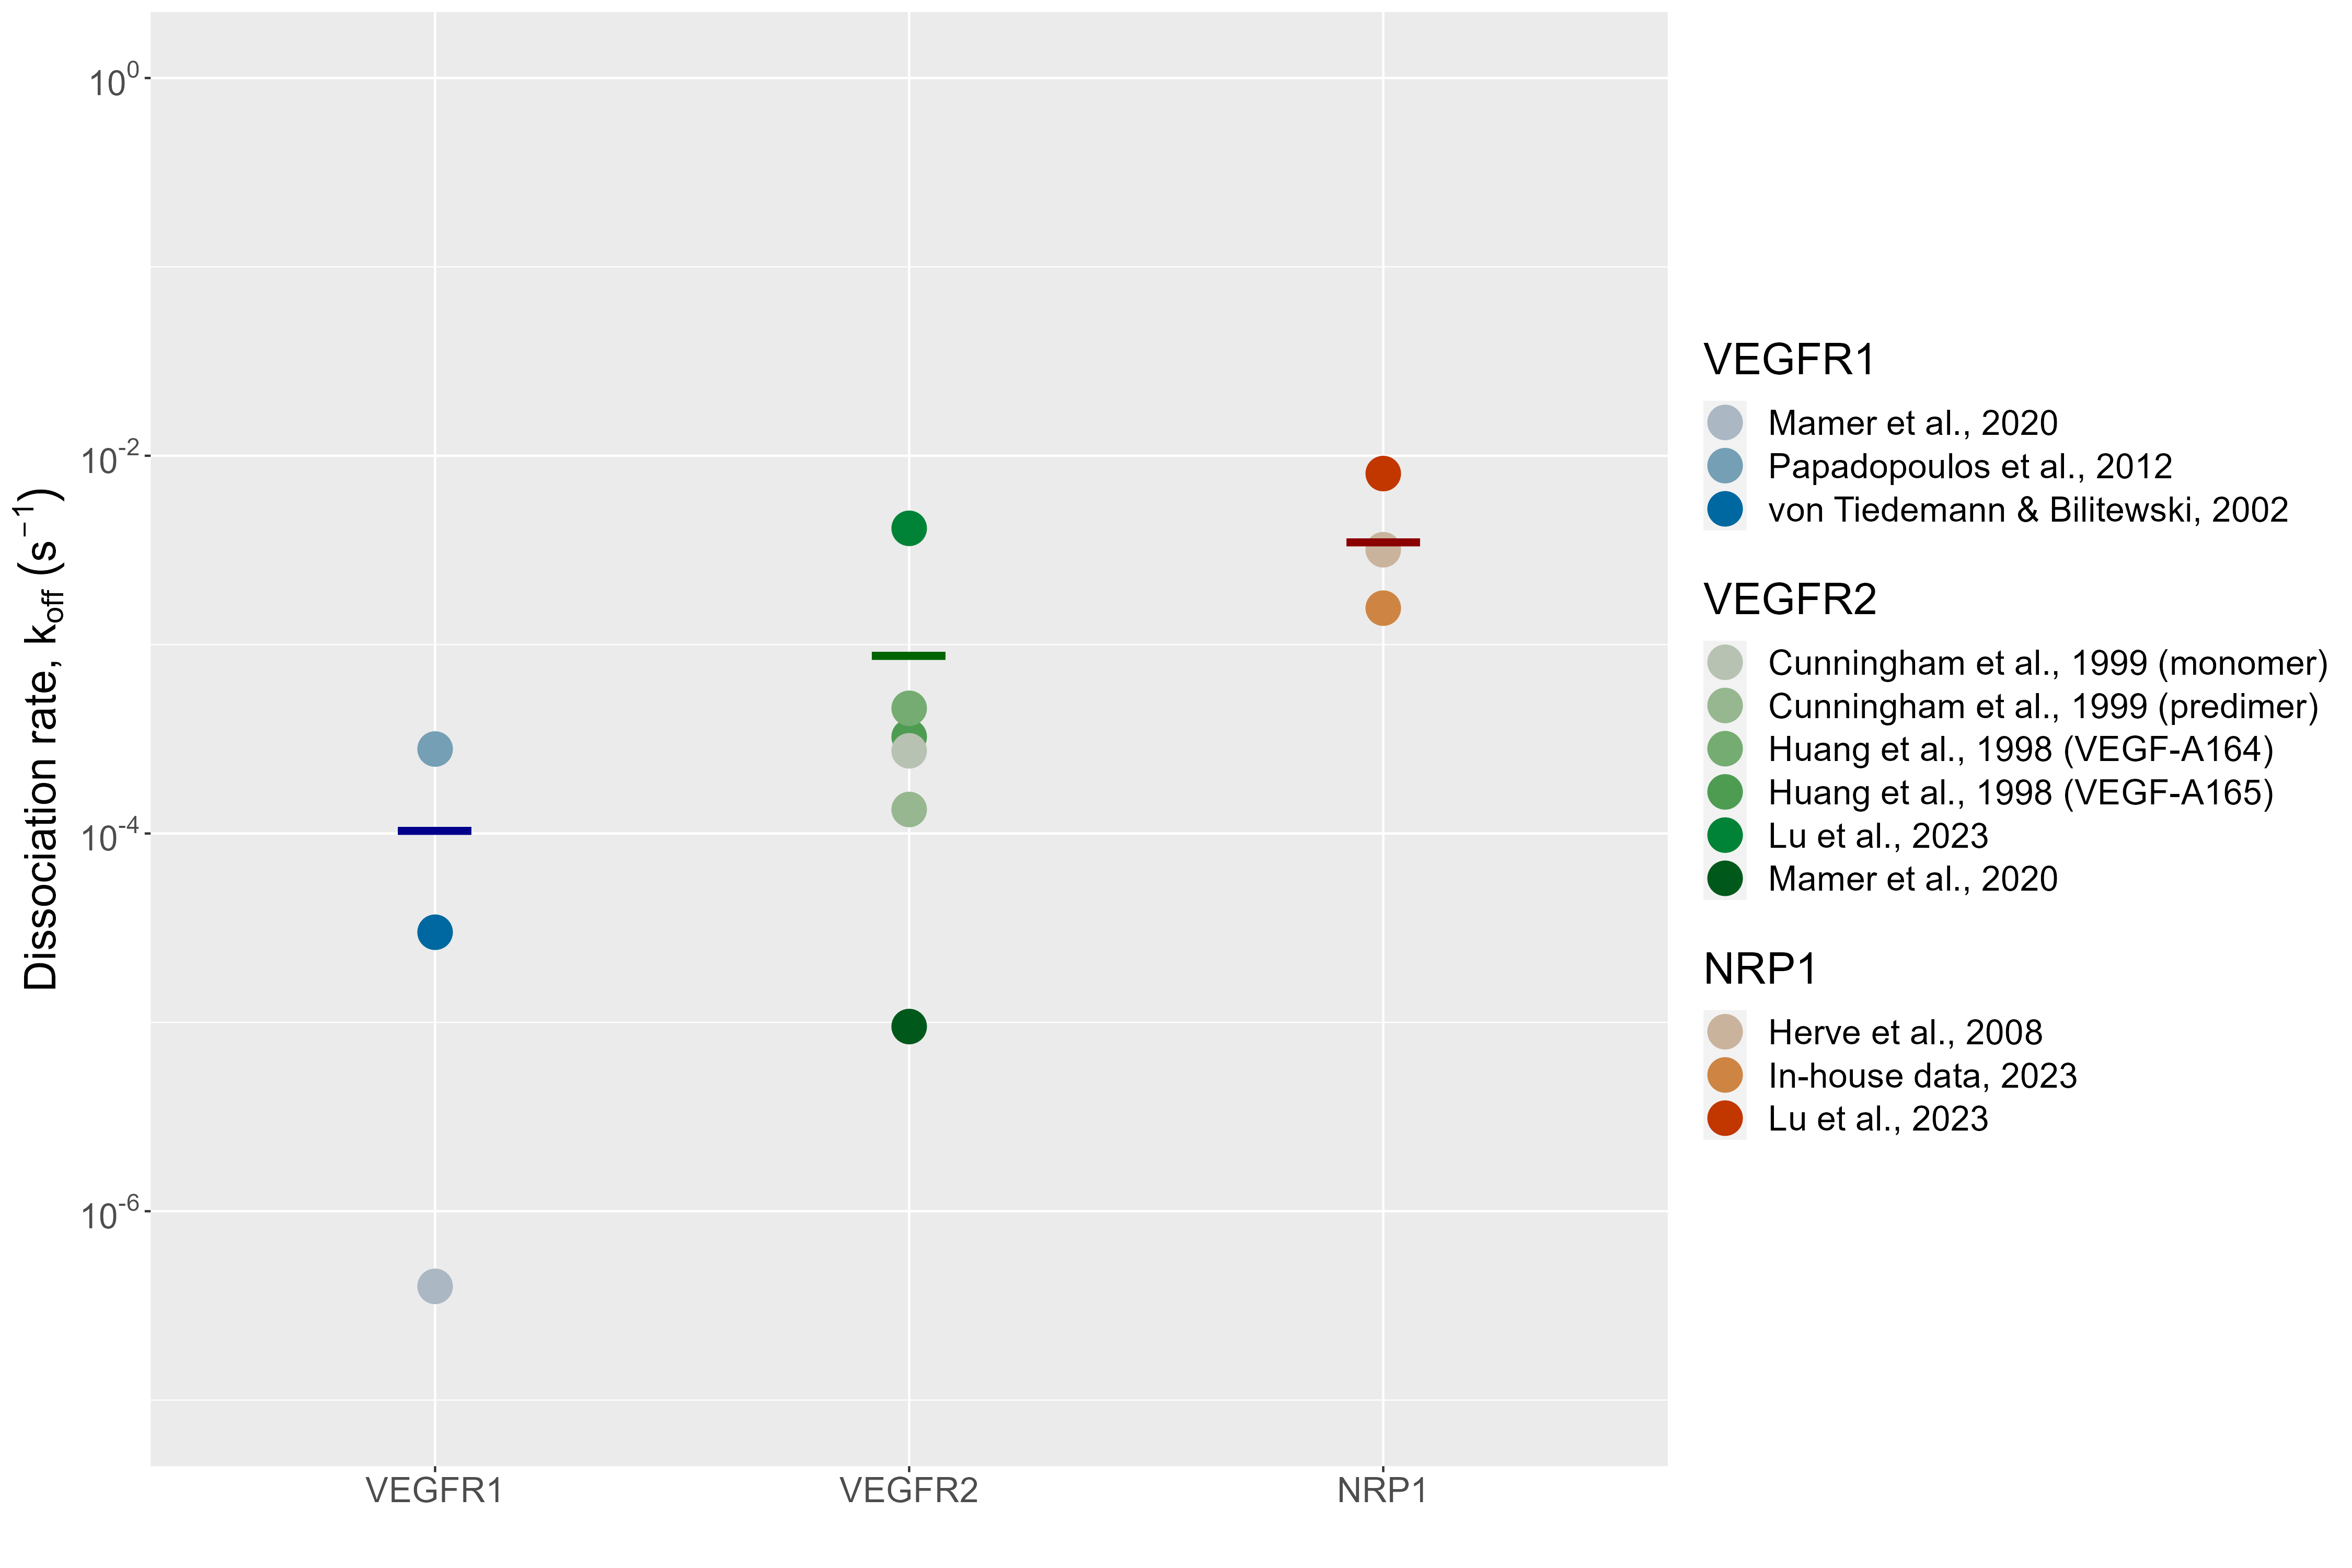 Dissociation rate, k_off (s⁻¹)
10⁰
10⁻²
10⁻⁴
10⁻⁶
VEGFR1
VEGFR2
NRP1
VEGFR1
Mamer et al., 2020
Papadopoulos et al., 2012
von Tiedemann & Bilitewski, 2002
VEGFR2
Cunningham et al., 1999 (monomer)
Cunningham et al., 1999 (predimer)
Huang et al., 1998 (VEGF-A164)
Huang et al., 1998 (VEGF-A165)
Lu et al., 2023
Mamer et al., 2020
NRP1
Herve et al., 2008
In-house data, 2023
Lu et al., 2023